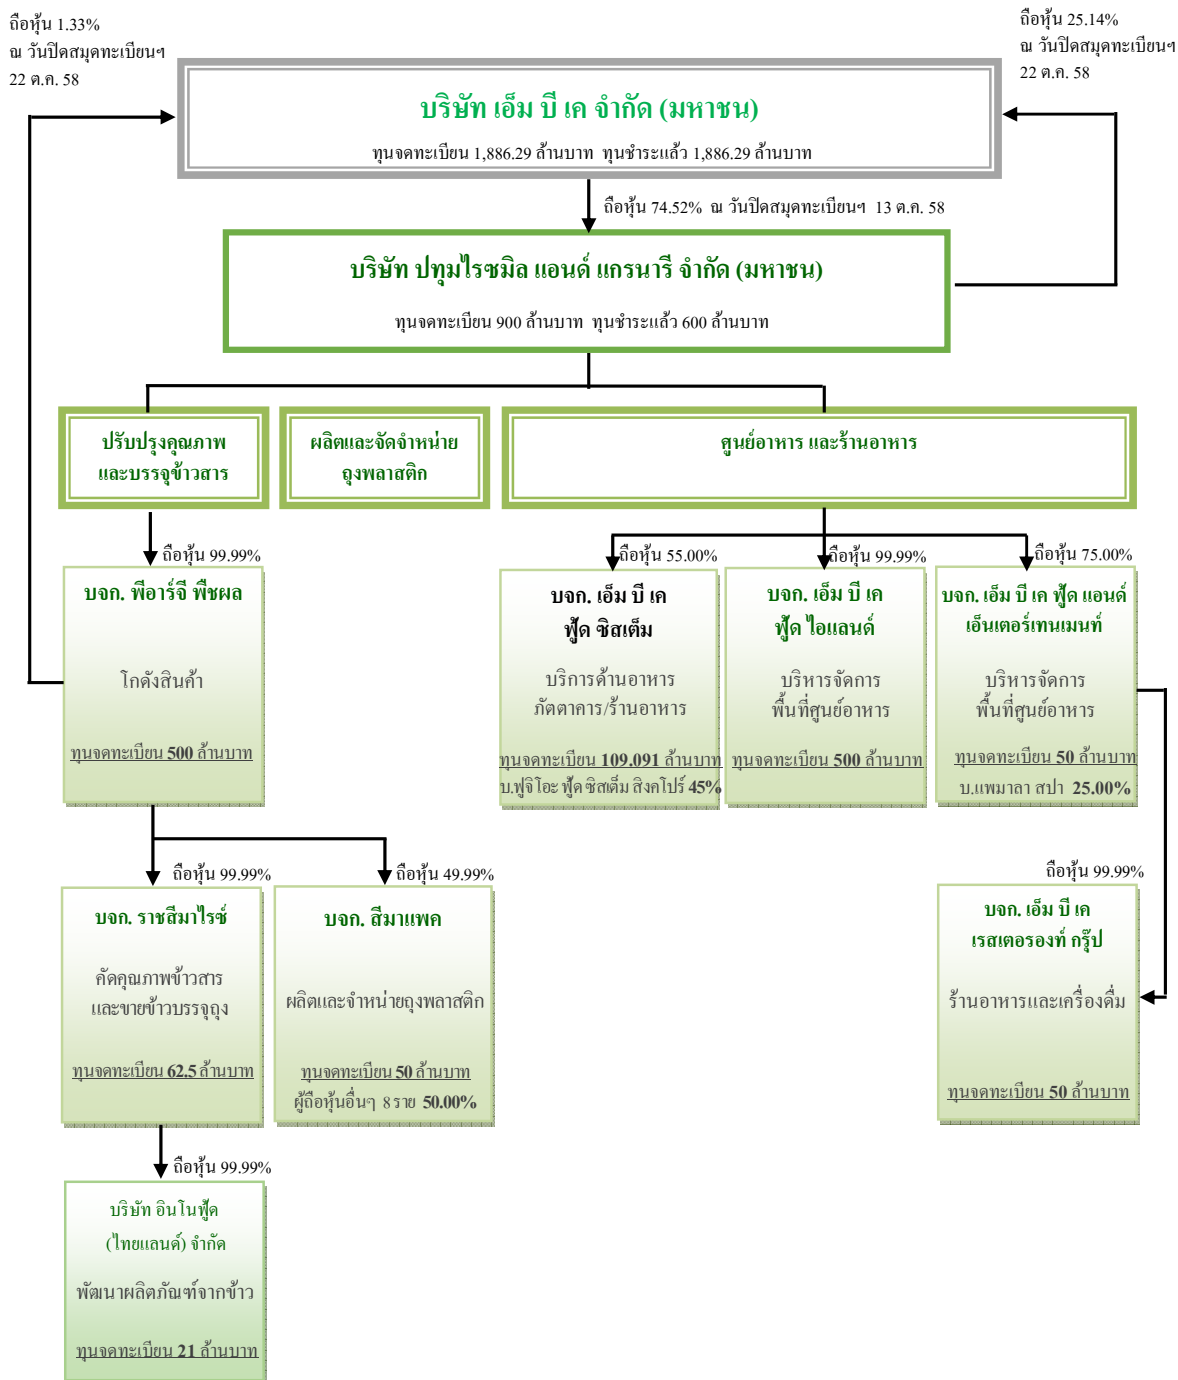 ถือหุ้น 1.33%
ณ วันปิดสมุดทะเบียนฯ
22 ต.ค. 58
ถือหุ้น 25.14%
ณ วันปิดสมุดทะเบียนฯ
22 ต.ค. 58
บริษัท เอ็ม บี เค จำกัด (มหาชน)
ทุนจดทะเบียน 1,886.29 ล้านบาท ทุนชำระแล้ว 1,886.29 ล้านบาท
ถือหุ้น 74.52% ณ วันปิดสมุดทะเบียนฯ 13 ต.ค. 58
บริษัท ปทุมไรซมิล แอนด์ แกรนารี จำกัด (มหาชน)
ทุนจดทะเบียน 900 ล้านบาท ทุนชำระแล้ว 600 ล้านบาท
ปรับปรุงคุณภาพ
และบรรจุข้าวสาร
ผลิตและจัดจำหน่าย
ถุงพลาสติก
ศูนย์อาหาร และร้านอาหาร
ถือหุ้น 99.99%
บจก. พีอาร์จี พืชผล
โกดังสินค้า
ทุนจดทะเบียน 500 ล้านบาท
ถือหุ้น 55.00%
บจก. เอ็ม บี เค
ฟู้ด ซิสเต็ม
บริการด้านอาหาร
ภัตตาคาร/ร้านอาหาร
ทุนจดทะเบียน 109.091 ล้านบาท
บ.ฟูจิโอะ ฟู้ด ซิสเต็ม สิงคโปร์ 45%
ถือหุ้น 99.99%
บจก. เอ็ม บี เค
ฟู้ด ไอแลนด์
บริหารจัดการ
พื้นที่ศูนย์อาหาร
ทุนจดทะเบียน 500 ล้านบาท
ถือหุ้น 75.00%
บจก. เอ็ม บี เค ฟู้ด แอนด์
เอ็นเตอร์เทนเมนท์
บริหารจัดการ
พื้นที่ศูนย์อาหาร
ทุนจดทะเบียน 50 ล้านบาท
บ.แพมาลา สปา 25.00%
ถือหุ้น 99.99%
บจก. ราชสีมาไรซ์
คัดคุณภาพข้าวสาร
และขายข้าวบรรจุถุง
ทุนจดทะเบียน 62.5 ล้านบาท
ถือหุ้น 49.99%
บจก. สีมาแพค
ผลิตและจำหน่ายถุงพลาสติก
ทุนจดทะเบียน 50 ล้านบาท
ผู้ถือหุ้นอื่นๆ 8 ราย 50.00%
ถือหุ้น 99.99%
บจก. เอ็ม บี เค
เรสเตอรองท์ กรุ๊ป
ร้านอาหารและเครื่องดื่ม
ทุนจดทะเบียน 50 ล้านบาท
ถือหุ้น 99.99%
บริษัท อินโนฟู้ด
(ไทยแลนด์) จำกัด
พัฒนาผลิตภัณฑ์จากข้าว
ทุนจดทะเบียน 21 ล้านบาท